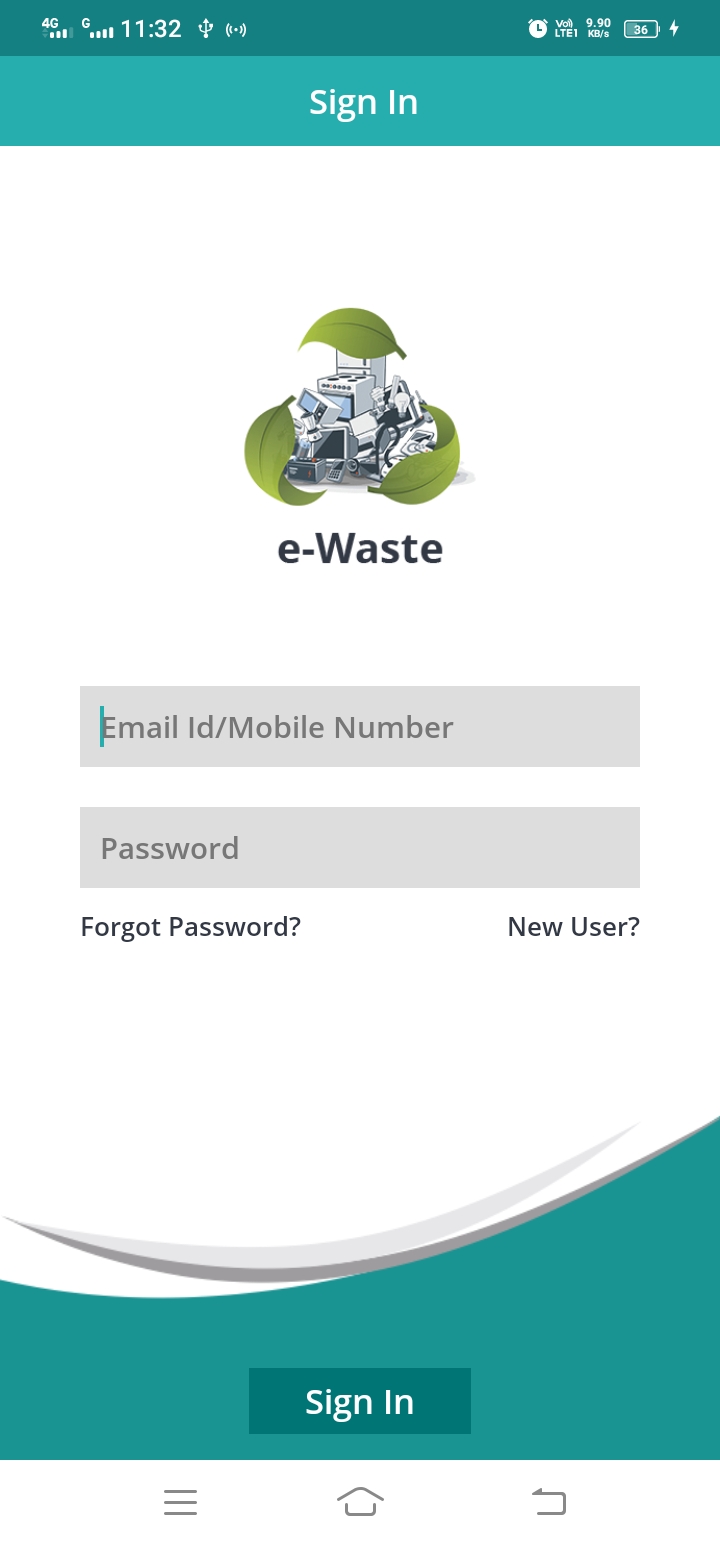 4G G 11:32 Vo) LTE1 9.90 KB/s 36
Sign In
e-Waste
Email Id/Mobile Number
Password
Forgot Password? New User?
Sign In